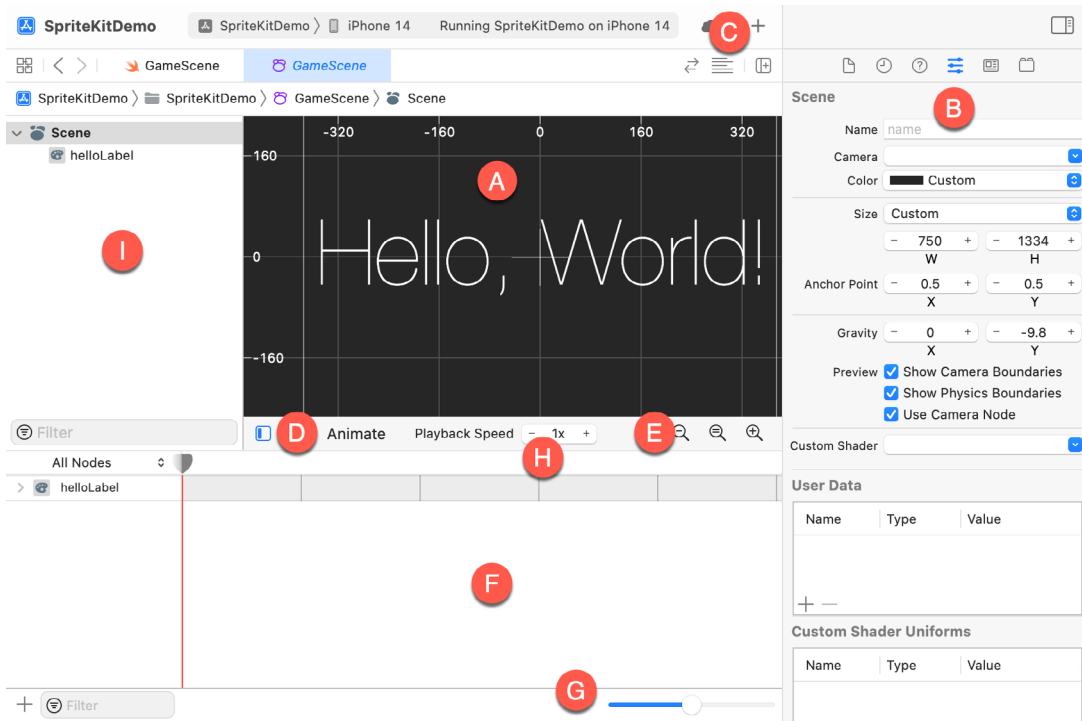 SpriteKitDemo
SpriteKitDemo iPhone 14 Running SpriteKitDemo on iPhone 14
C
GameScene GameScene
SpriteKitDemo SpriteKitDemo GameScene Scene
Scene
helloLabel
I
Filter
-320 -160 0 160 320
160
0
-160
A
Hello, World!
D Animate Playback Speed - 1x + E
H
All Nodes
helloLabel
F
Filter
G
Scene
B
Name name
Camera
Color Custom
Size Custom
- 750 + - 1334 +
W H
Anchor Point - 0.5 + - 0.5 +
X Y
Gravity - 0 + - -9.8 +
X Y
Preview Show Camera Boundaries
Show Physics Boundaries
Use Camera Node
Custom Shader
User Data
Name Type Value
Custom Shader Uniforms
Name Type Value